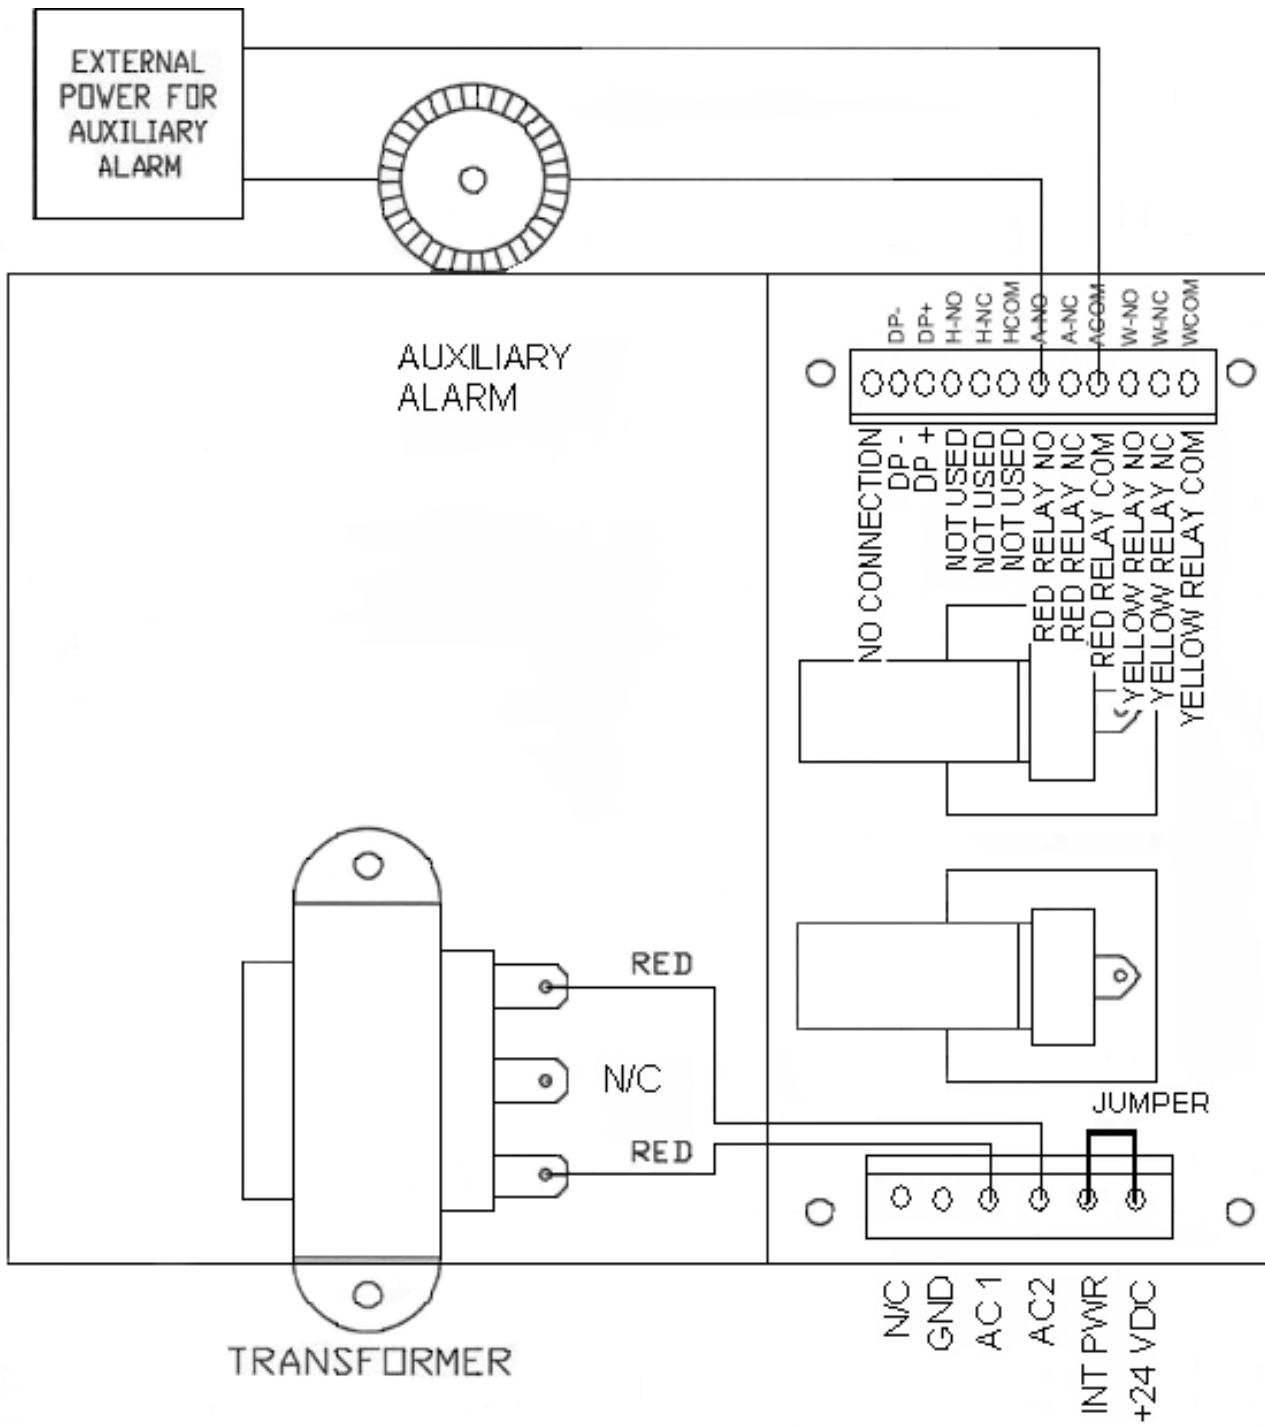 EXTERNAL
POWER FOR
AUXILIARY
ALARM
AUXILIARY
ALARM
DP-
DP+
H-NO
H-NC
HCOM
A-NO
A-NC
ACOM
W-NO
W-NC
WCOM
NO CONNECTION
DP -
DP +
NOT USED
NOT USED
NOT USED
RED RELAY NO
RED RELAY NC
RED RELAY COM
YELLOW RELAY NO
YELLOW RELAY NC
YELLOW RELAY COM
RED
N/C
RED
JUMPER
N/C
GND
AC 1
AC2
INT PWR
+24 VDC
TRANSFORMER